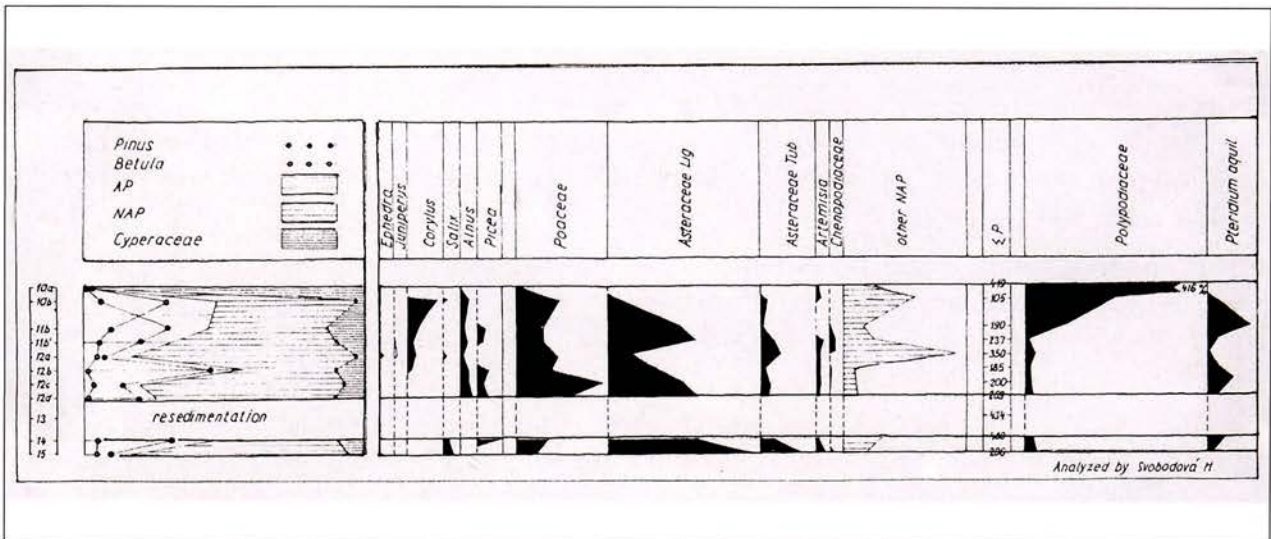 Pinus
Betula
AP
NAP
Cyperaceae
Ephedra
Juniperus
Corylus
Salix
Alnus
Picea
Poaceae
Asteraceae Lig
Asteraceae Tub
Artemisia
Chenopodiaceae
other NAP
Σ P
Polypodiaceae
Pteridium aquil
10a
10b
11b
11b'
12a
12b
12c
12d
13
14
15
resedimentation
105
190
137
350
185
200
434
206
416 %
Analyzed by Svobodová H